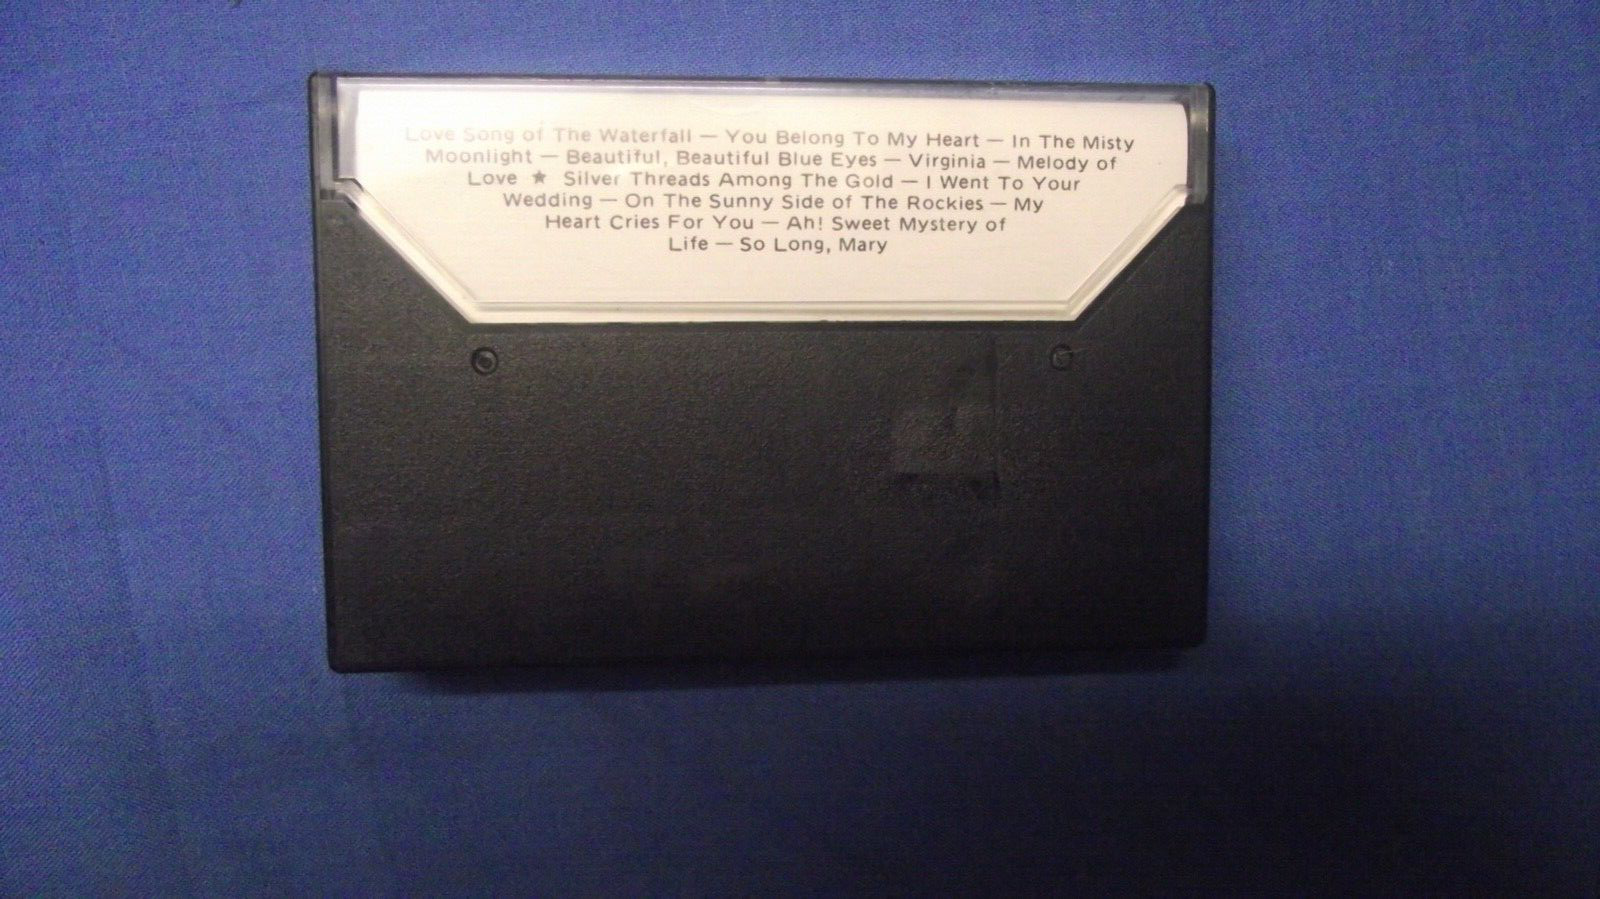 Love Song of The Waterfall — You Belong To My Heart — In The Misty
Moonlight — Beautiful, Beautiful Blue Eyes — Virginia — Melody of
Love ★ Silver Threads Among The Gold — I Went To Your
Wedding — On The Sunny Side of The Rockies — My
Heart Cries For You — Ah! Sweet Mystery of
Life — So Long, Mary